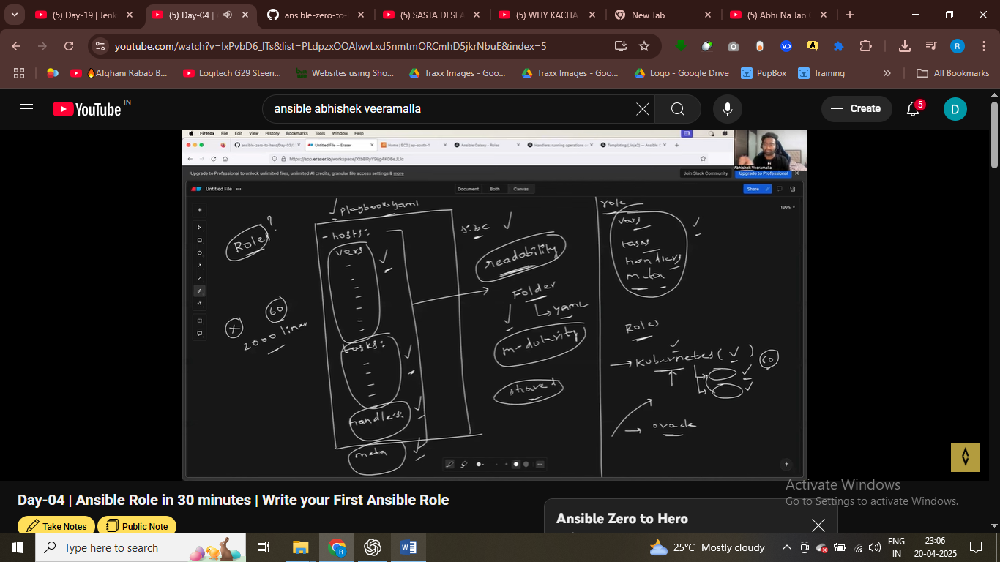 (5) Day-19 | Jenk
(5) Day-04 | A
ansible-zero-to-
(5) SASTA DESI A
(5) WHY KACHA
New Tab
(5) Abhi Na Jao
youtube.com/watch?v=IxPvbD6_ITs&list=PLdpzxOOAlwvLxd5nmtmORCmhD5jkrNbuE&index=5
R
🔥Afghani Rabab B...
Logitech G29 Steeri...
Websites using Sho...
Traxx Images - Goo...
Traxx Images - Goo...
Logo - Google Drive
PupBox
Training
All Bookmarks
YouTube IN
ansible abhishek veeramalla
Create
5
D
Firefox File Edit View History Bookmarks Tools Window Help
ansible-zero-to-hero/Day-03/
Untitled File — Eraser
Home | EC2 | ap-south-1
Ansible Galaxy - Roles
Handlers: running operations
Templating (Jinja2) — Ansible
https://app.eraser.io/workspace/
Abhishek Veeramalla
Upgrade to Professional to unlock unlimited files, unlimited AI credits, granular file access settings & more
Join Slack Community
Upgrade to Professional
Untitled File
Document Both Canvas
Share
100%
playbook.yaml
role
Roles?
- hosts:
vars
size
readability
vars
tasks
handlers
meta
Folder
YAML
60
2000 liner
modularity
tasks:
shared
Roles
Kubernetes ( ) 60
handlers:
oracle
meta
?
Activate Windows
Go to Settings to activate Windows.
Day-04 | Ansible Role in 30 minutes | Write your First Ansible Role
Take Notes
Public Note
Ansible Zero to Hero
Type here to search
25°C Mostly cloudy
ENG
IN
23:06
20-04-2025